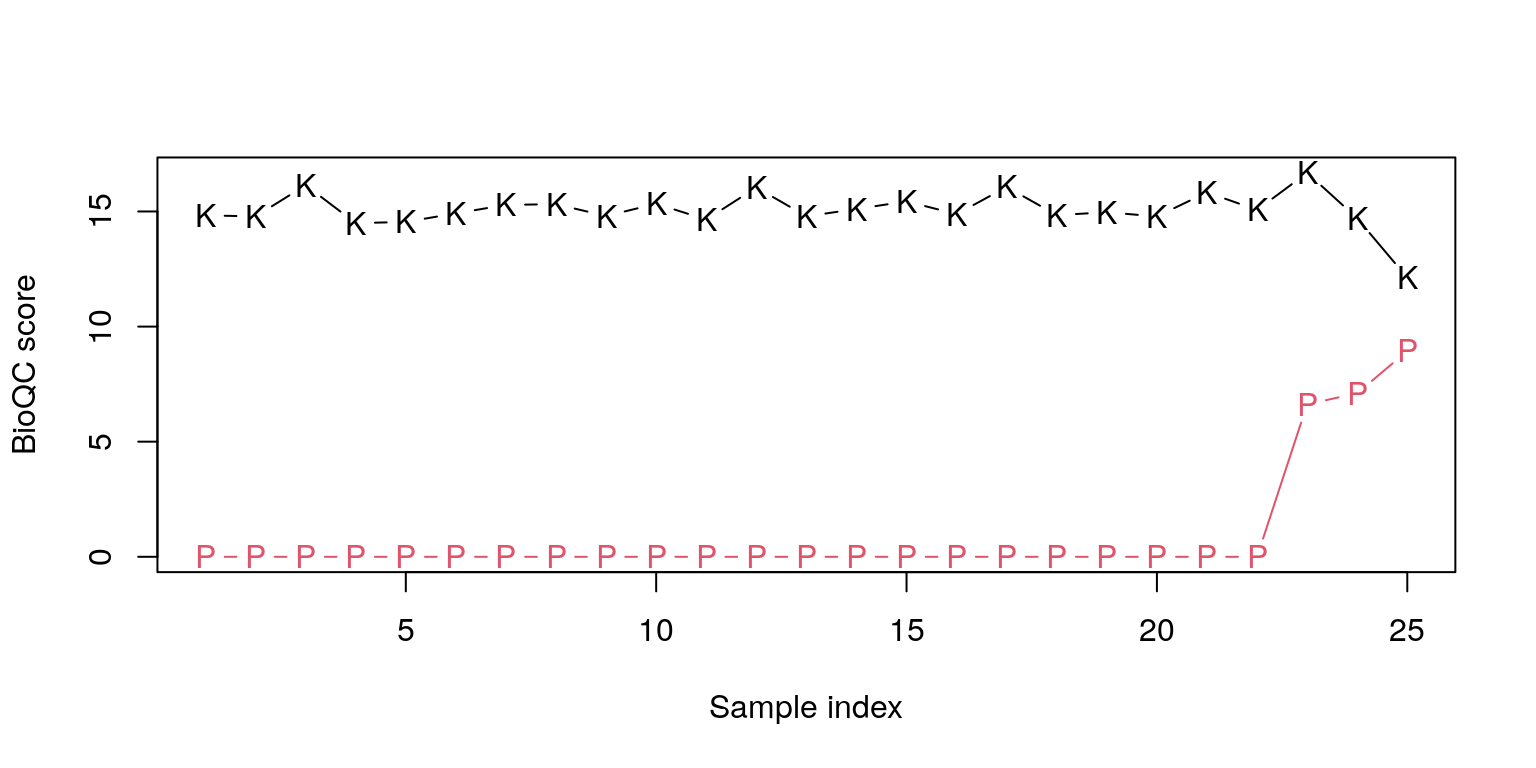 K K K K K K K K K K K K K K K K K K K K K K K K K
P P P P P P P P P P P P P P P P P P P P P P P P P
15
10
5
0
BioQC score
5 10 15 20 25
Sample index